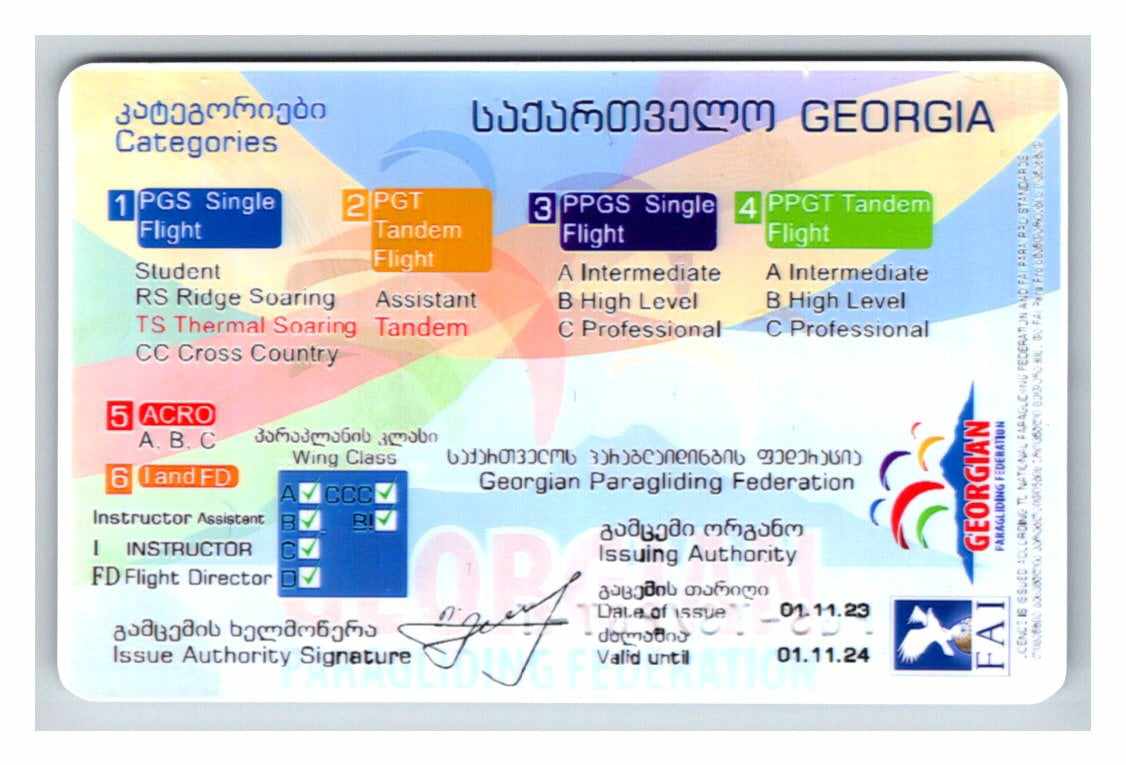 კატეგორიები
Categories
საქართველო GEORGIA
1 PGS Single Flight
Student
RS Ridge Soaring
TS Thermal Soaring
CC Cross Country
2 PGT Tandem Flight
Assistant
Tandem
3 PPGS Single Flight
A Intermediate
B High Level
C Professional
4 PPGT Tandem Flight
A Intermediate
B High Level
C Professional
5 ACRO
A. B. C
6 I and FD
Instructor Assistent
I INSTRUCTOR
FD Flight Director
პარაპლანის კლასი
Wing Class
A CCC
B BI
C
D
საქართველოს პარაგლაიდინგის ფედერაცია
Georgian Paragliding Federation
გამცემი ორგანო
Issuing Authority
გაცემის თარიღი
Date of issue 01.11.23
ძალაშია
Valid until 01.11.24
გამცემის ხელმოწერა
Issue Authority Signature
GEORGIAN
PARAGLIDING FEDERATION
FAI
GEORGIAN
PARAGLIDING FEDERATION